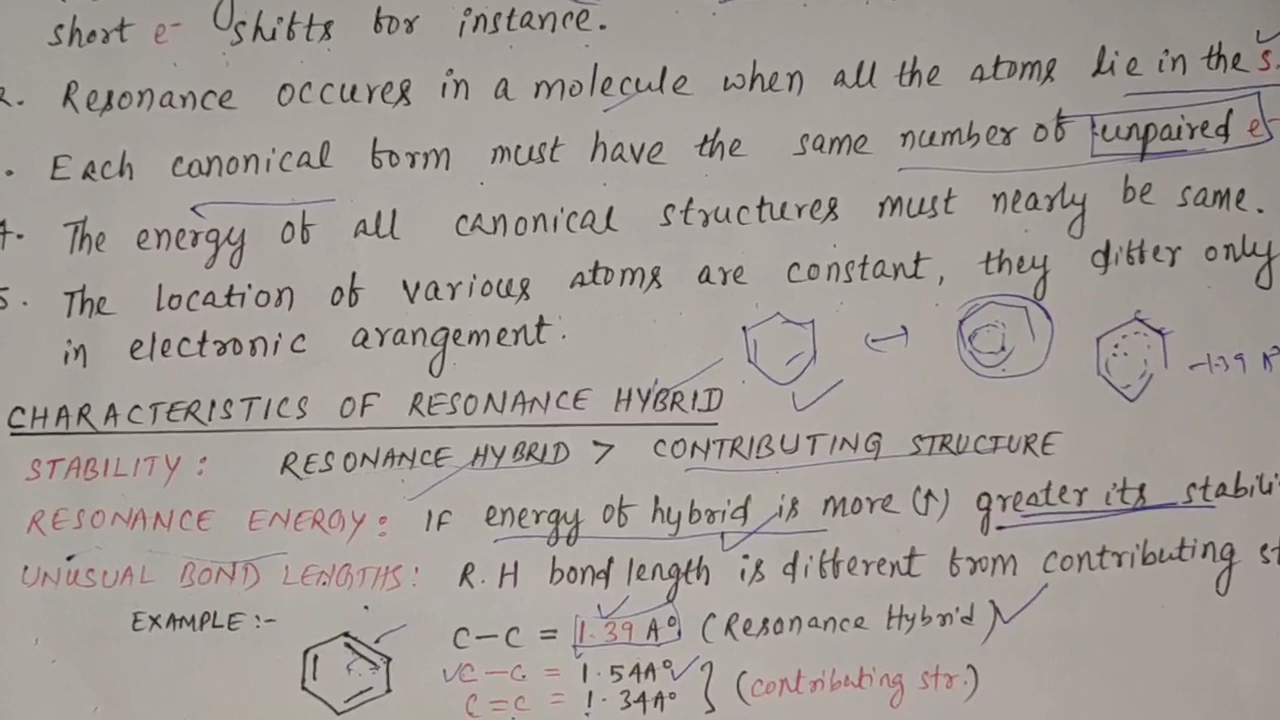 short e- shifts for instance.
2. Resonance occures in a molecule when all the atoms lie in the s.
. Each canonical form must have the same number of unpaired e-
4. The energy of all canonical structures must nearly be same.
5. The location of various atoms are constant, they differ only
in electronic arangement.
-1.39 A°
CHARACTERISTICS OF RESONANCE HYBRID
STABILITY: RESONANCE HYBRID > CONTRIBUTING STRUCTURE
RESONANCE ENERGY: IF energy of hybrid is more (↑) greater its stabili
UNUSUAL BOND LENGTHS: R.H bond length is different from contributing st
EXAMPLE:-
C-C = 1.39 A° (Resonance Hybrid)
C-C = 1.54A°
C=C = 1.34A° } (contributing str.)